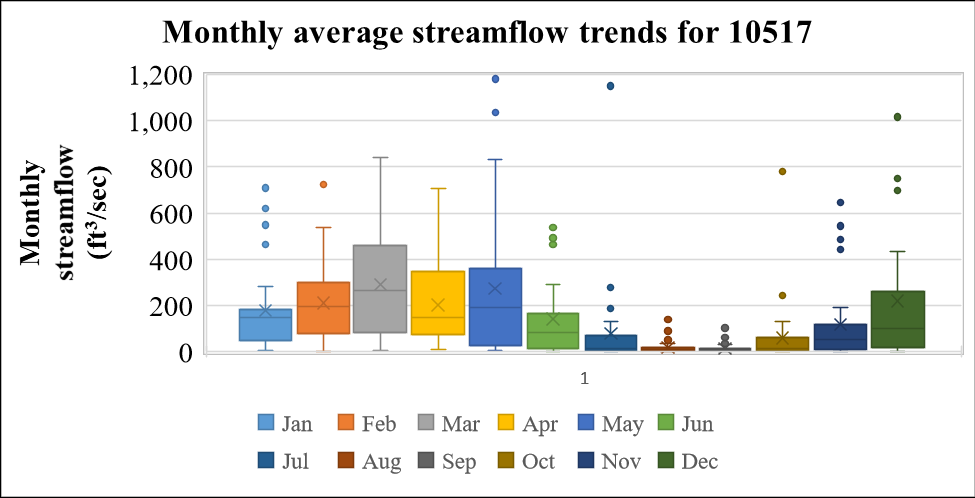 Monthly average streamflow trends for 10517
Monthly
streamflow
(ft³/sec)
1,200
1,000
800
600
400
200
0
1
Jan Feb Mar Apr May Jun
Jul Aug Sep Oct Nov Dec